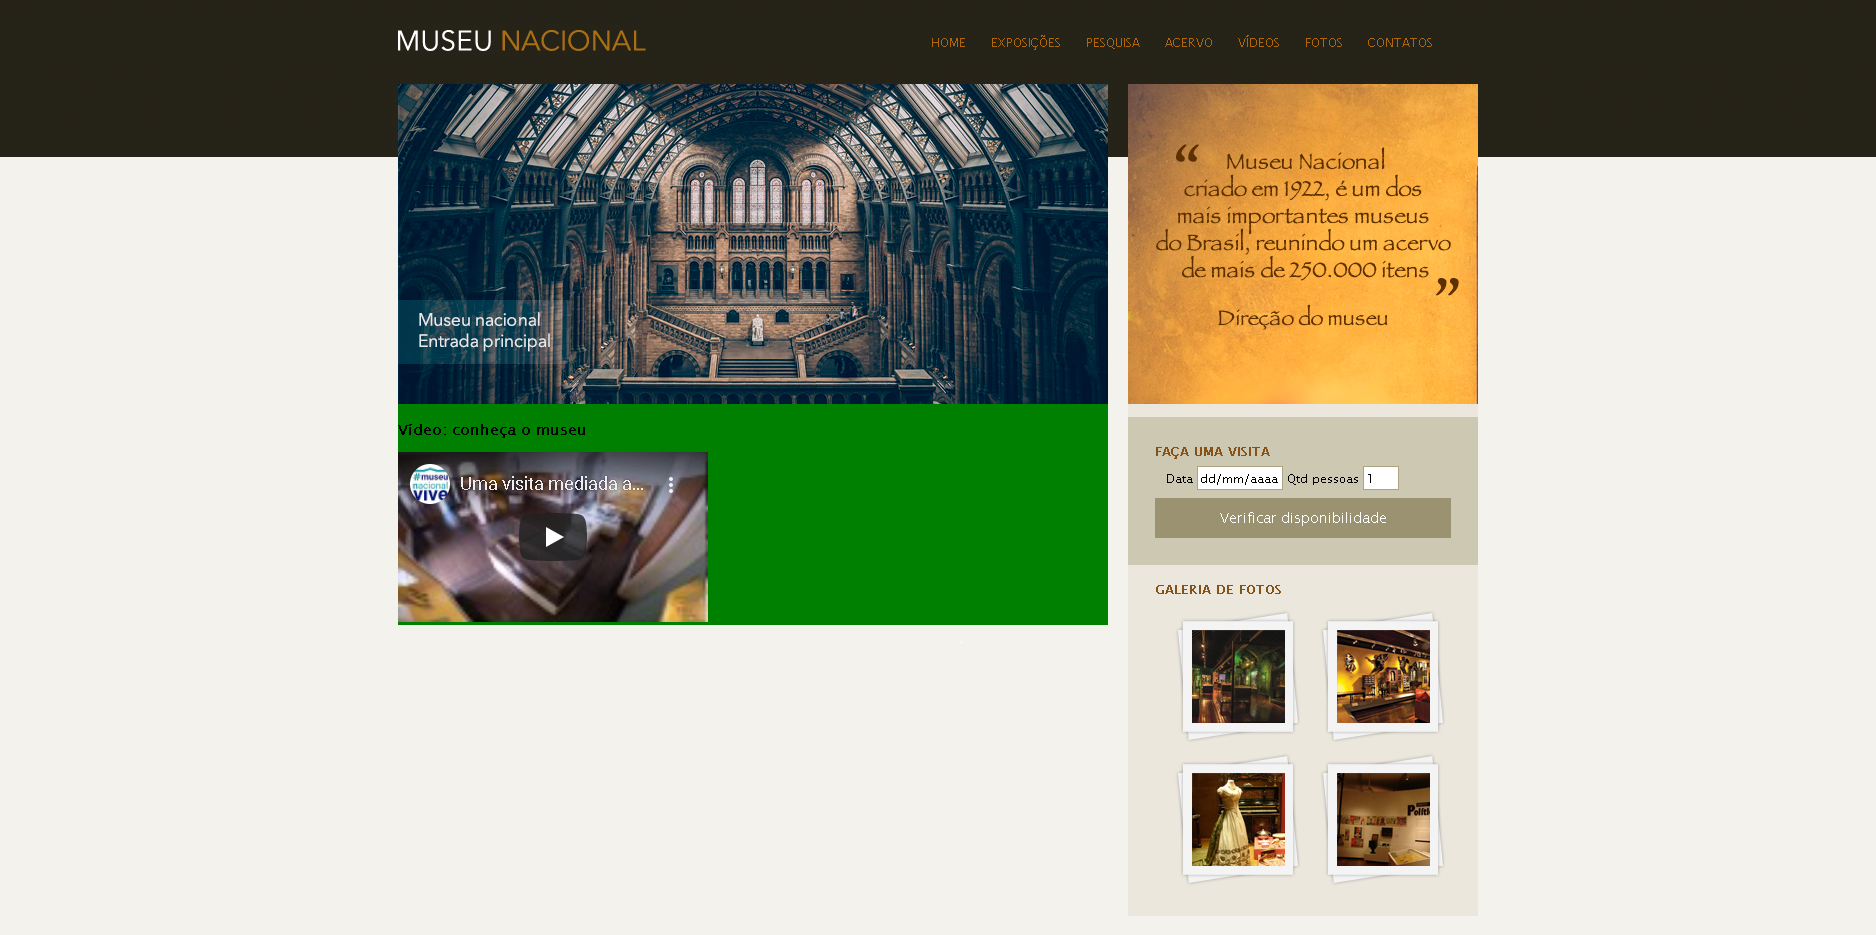 MUSEU NACIONAL
HOME EXPOSIÇÕES PESQUISA ACERVO VÍDEOS FOTOS CONTATOS
Museu nacional
Entrada principal
“ Museu Nacional
criado em 1922, é um dos
mais importantes museus
do Brasil, reunindo um acervo
de mais de 250.000 itens ”
Direção do museu
Vídeo: conheça o museu
#museu
nacional
vive
Uma visita mediada a...
FAÇA UMA VISITA
Data dd/mm/aaaa Qtd pessoas 1
Verificar disponibilidade
GALERIA DE FOTOS